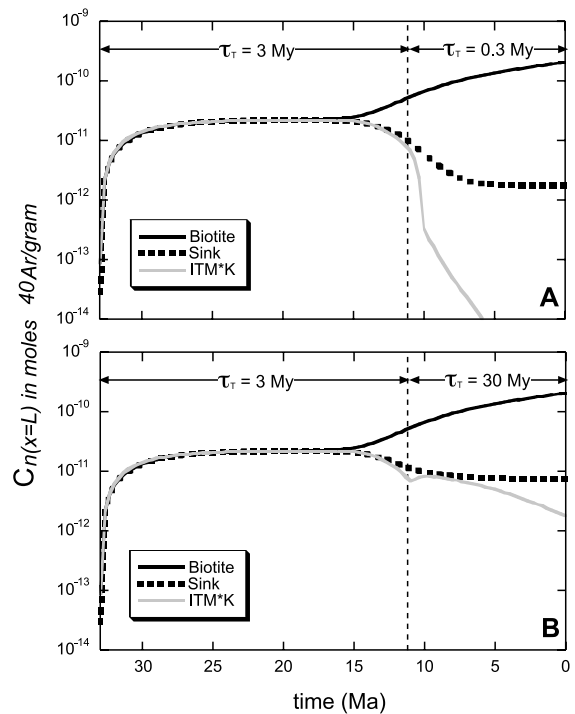 10⁻⁹
τT = 3 My
τT = 0.3 My
10⁻¹⁰
10⁻¹¹
10⁻¹²
10⁻¹³
10⁻¹⁴
Biotite
Sink
ITM*K
A
Cn(x=L) in moles 40Ar/gram
10⁻⁹
τT = 3 My
τT = 30 My
10⁻¹⁰
10⁻¹¹
10⁻¹²
10⁻¹³
10⁻¹⁴
Biotite
Sink
ITM*K
B
30 25 20 15 10 5 0
time (Ma)